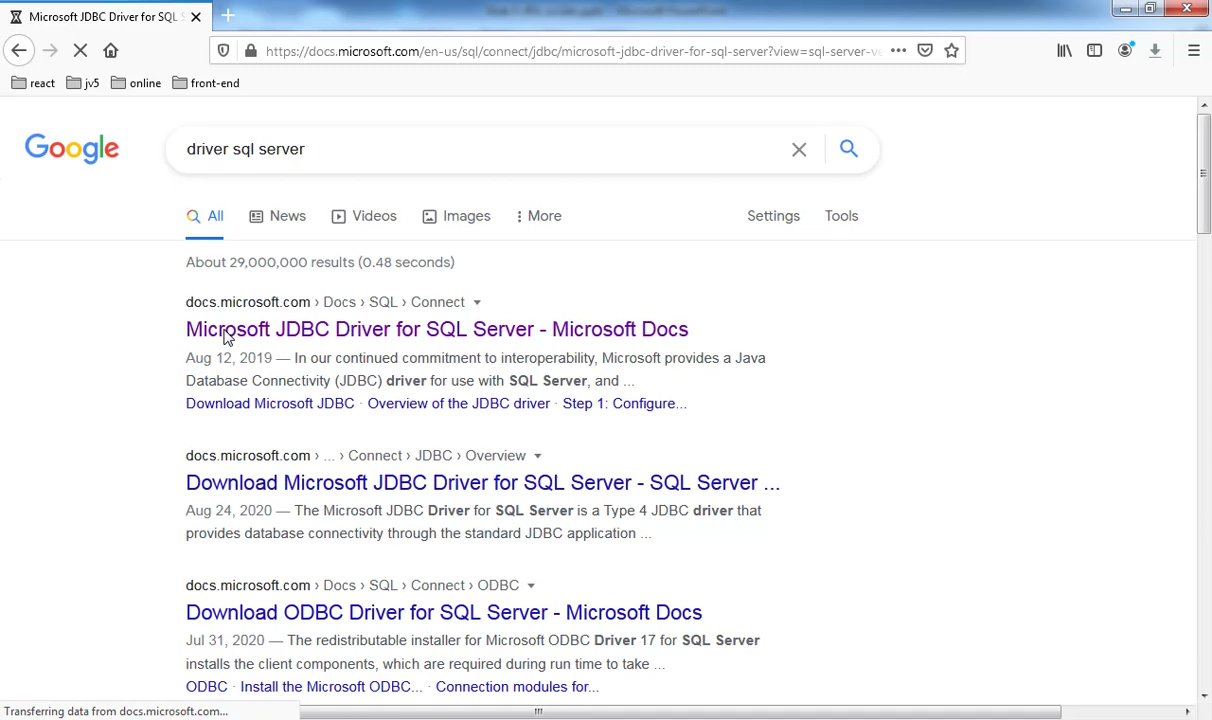 Microsoft JDBC Driver for SQL S
https://docs.microsoft.com/en-us/sql/connect/jdbc/microsoft-jdbc-driver-for-sql-server?view=sql-server-ve
react jv5 online front-end
Google
driver sql server
All News Videos Images More Settings Tools
About 29,000,000 results (0.48 seconds)
docs.microsoft.com › Docs › SQL › Connect
Microsoft JDBC Driver for SQL Server - Microsoft Docs
Aug 12, 2019 — In our continued commitment to interoperability, Microsoft provides a Java
Database Connectivity (JDBC) driver for use with SQL Server, and ...
Download Microsoft JDBC · Overview of the JDBC driver · Step 1: Configure...
docs.microsoft.com › ... › Connect › JDBC › Overview
Download Microsoft JDBC Driver for SQL Server - SQL Server ...
Aug 24, 2020 — The Microsoft JDBC Driver for SQL Server is a Type 4 JDBC driver that
provides database connectivity through the standard JDBC application ...
docs.microsoft.com › Docs › SQL › Connect › ODBC
Download ODBC Driver for SQL Server - Microsoft Docs
Jul 31, 2020 — The redistributable installer for Microsoft ODBC Driver 17 for SQL Server
installs the client components, which are required during run time to take ...
ODBC · Install the Microsoft ODBC... · Connection modules for...
Transferring data from docs.microsoft.com...